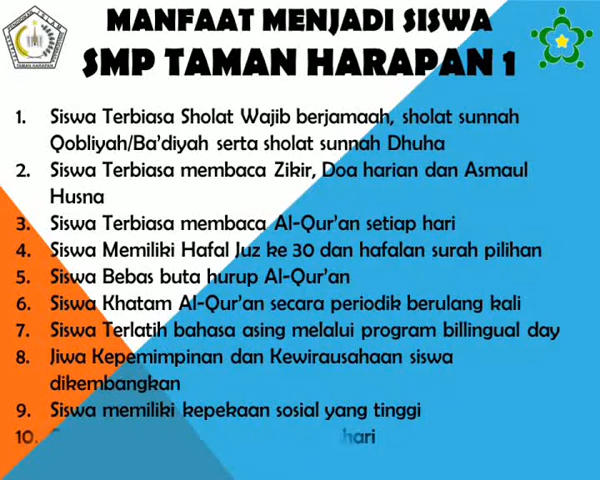 MANFAAT MENJADI SISWA
SMP TAMAN HARAPAN 1
TAMAN HARAPAN
1. Siswa Terbiasa Sholat Wajib berjamaah, sholat sunnah
Qobliyah/Ba'diyah serta sholat sunnah Dhuha
2. Siswa Terbiasa membaca Zikir, Doa harian dan Asmaul
Husna
3. Siswa Terbiasa membaca Al-Qur'an setiap hari
4. Siswa Memiliki Hafal Juz ke 30 dan hafalan surah pilihan
5. Siswa Bebas buta hurup Al-Qur'an
6. Siswa Khatam Al-Qur'an secara periodik berulang kali
7. Siswa Terlatih bahasa asing melalui program billingual day
8. Jiwa Kepemimpinan dan Kewirausahaan siswa
dikembangkan
9. Siswa memiliki kepekaan sosial yang tinggi
10. hari